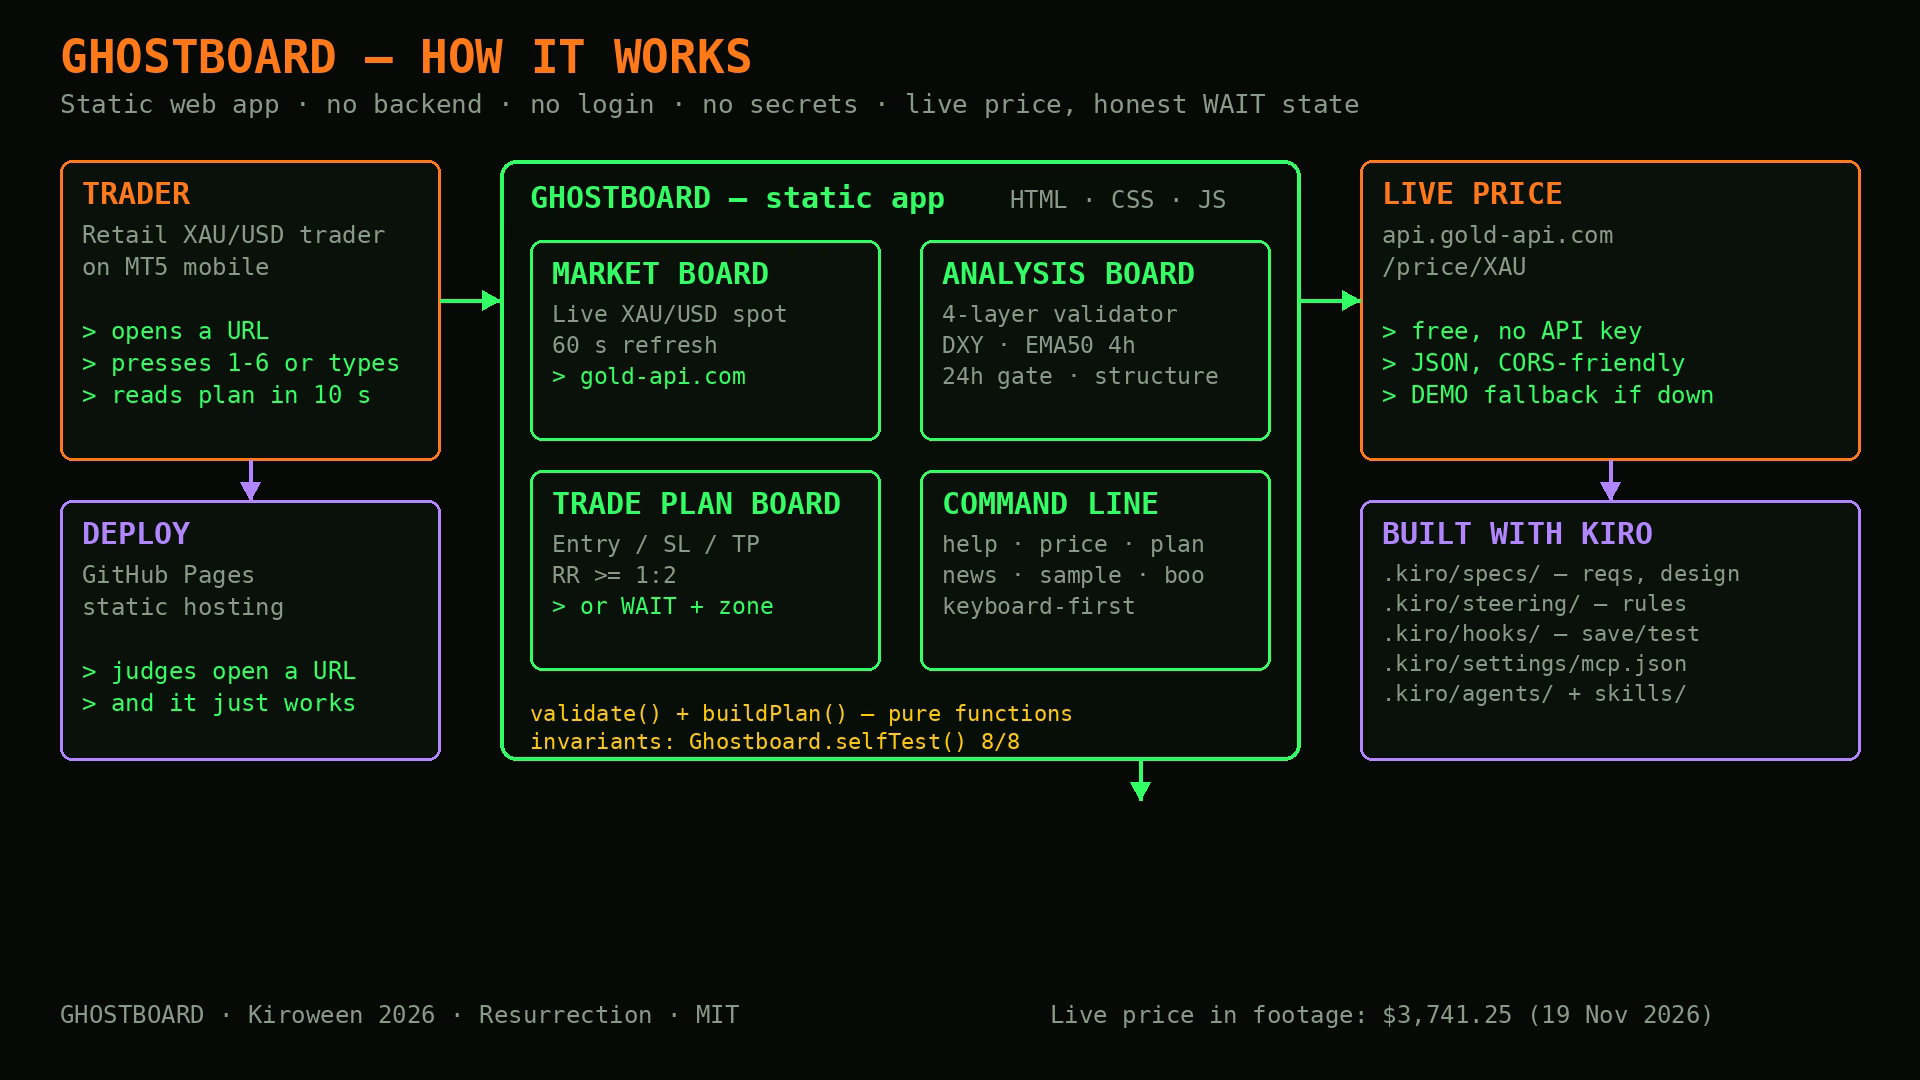 GHOSTBOARD — HOW IT WORKS
Static web app · no backend · no login · no secrets · live price, honest WAIT state
TRADER
Retail XAU/USD trader
on MT5 mobile
> opens a URL
> presses 1-6 or types
> reads plan in 10 s
DEPLOY
GitHub Pages
static hosting
> judges open a URL
> and it just works
GHOSTBOARD — static app HTML · CSS · JS
MARKET BOARD
Live XAU/USD spot
60 s refresh
> gold-api.com
ANALYSIS BOARD
4-layer validator
DXY · EMA50 4h
24h gate · structure
TRADE PLAN BOARD
Entry / SL / TP
RR >= 1:2
> or WAIT + zone
COMMAND LINE
help · price · plan
news · sample · boo
keyboard-first
validate() + buildPlan() — pure functions
invariants: Ghostboard.selfTest() 8/8
LIVE PRICE
api.gold-api.com
/price/XAU
> free, no API key
> JSON, CORS-friendly
> DEMO fallback if down
BUILT WITH KIRO
.kiro/specs/ — reqs, design
.kiro/steering/ — rules
.kiro/hooks/ — save/test
.kiro/settings/mcp.json
.kiro/agents/ + skills/
GHOSTBOARD · Kiroween 2026 · Resurrection · MIT
Live price in footage: $3,741.25 (19 Nov 2026)